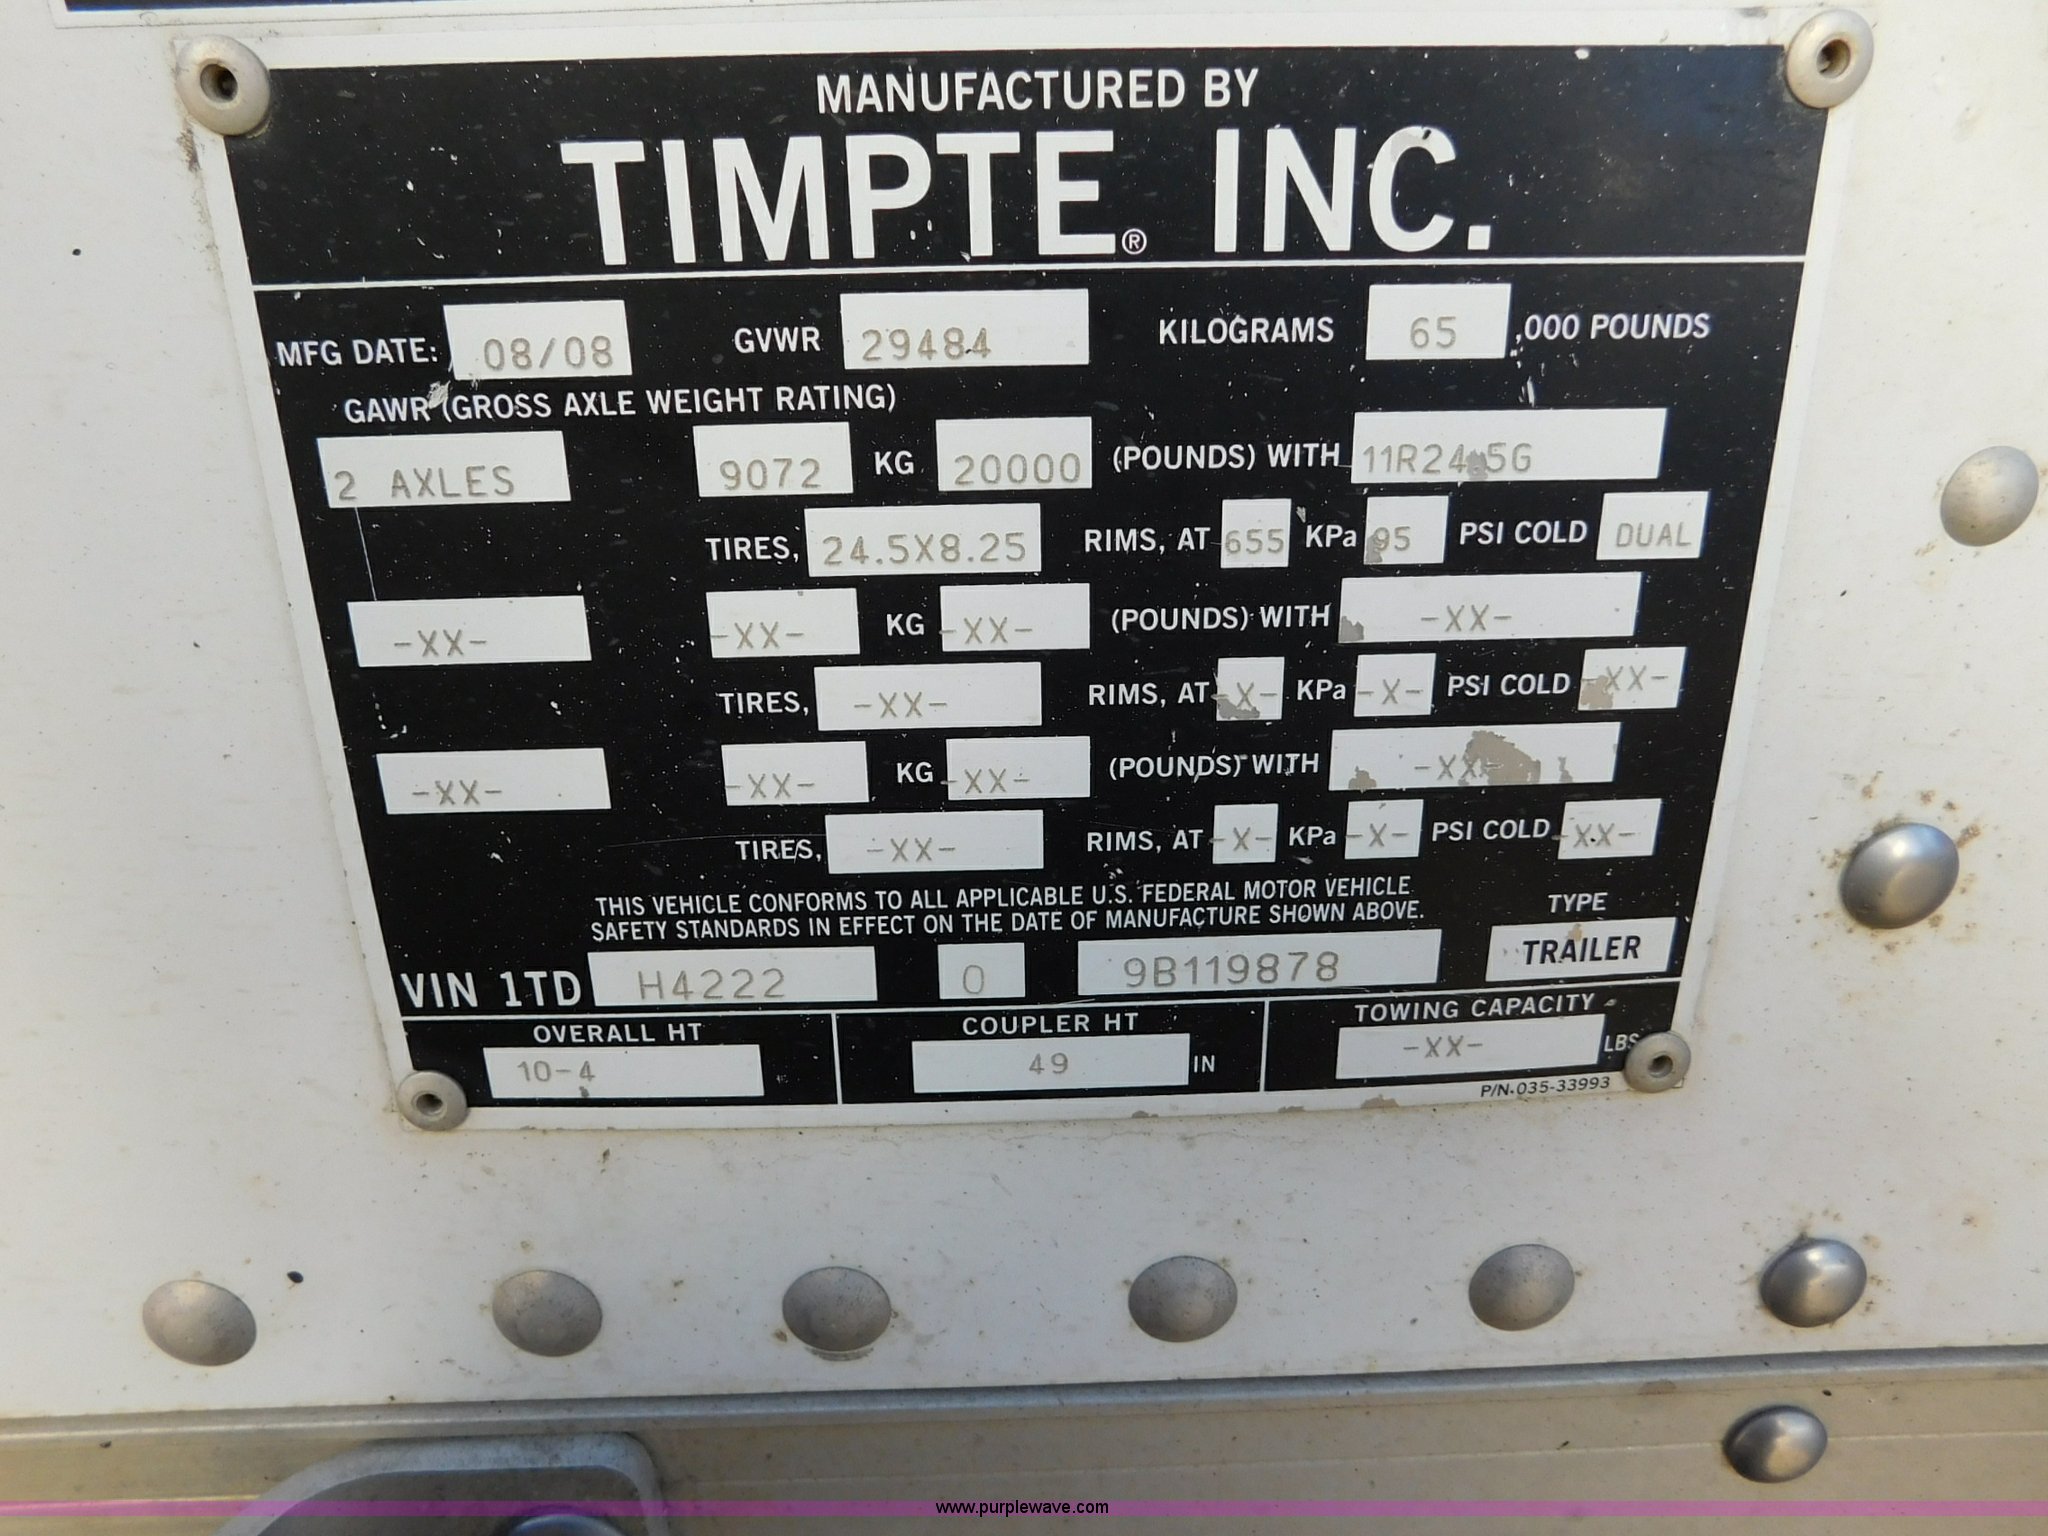 MANUFACTURED BY
TIMPTE® INC.
MFG DATE: 08/08 GVWR 29484 KILOGRAMS 65 ,000 POUNDS
GAWR (GROSS AXLE WEIGHT RATING)
2 AXLES 9072 KG 20000 (POUNDS) WITH 11R24.5G
TIRES, 24.5X8.25 RIMS, AT 655 KPa 95 PSI COLD DUAL
-XX- -XX- KG -XX- (POUNDS) WITH -XX-
TIRES, -XX- RIMS, AT -X- KPa -X- PSI COLD -XX-
-XX- -XX- KG -XX- (POUNDS) WITH -XX-
TIRES, -XX- RIMS, AT -X- KPa -X- PSI COLD -XX-
THIS VEHICLE CONFORMS TO ALL APPLICABLE U.S. FEDERAL MOTOR VEHICLE
SAFETY STANDARDS IN EFFECT ON THE DATE OF MANUFACTURE SHOWN ABOVE.
TYPE
VIN 1TD H4222 0 9B119878 TRAILER
OVERALL HT COUPLER HT TOWING CAPACITY
10-4 49 IN -XX- LBS
P/N 035-33993
www.purplewave.com